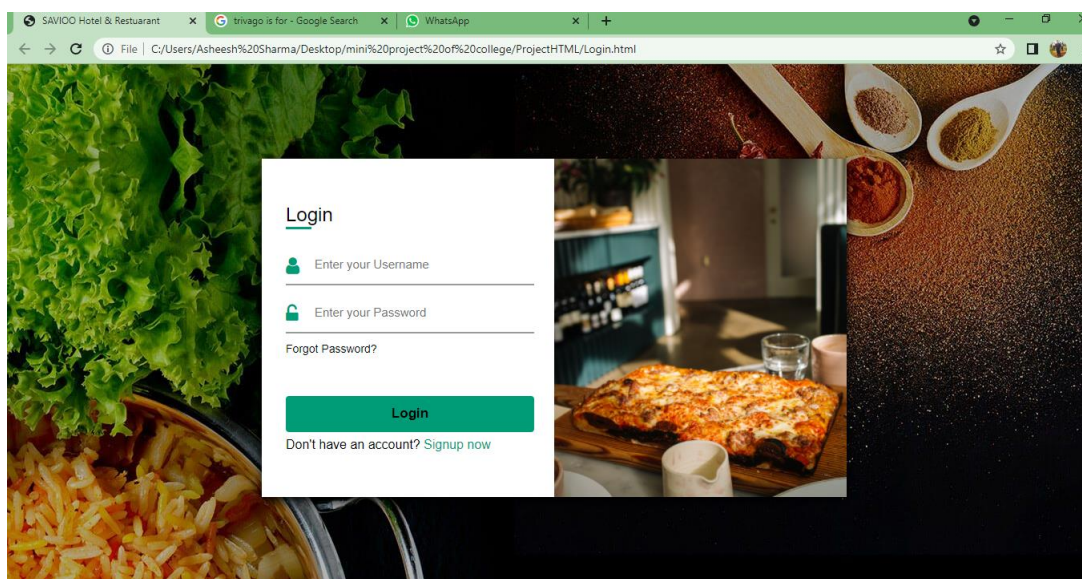 SAVIOO Hotel & Restuarant
trivago is for - Google Search
WhatsApp
File
C:/Users/Asheesh%20Sharma/Desktop/mini%20project%20of%20college/ProjectHTML/Login.html
Login
Enter your Username
Enter your Password
Forgot Password?
Login
Don't have an account? Signup now